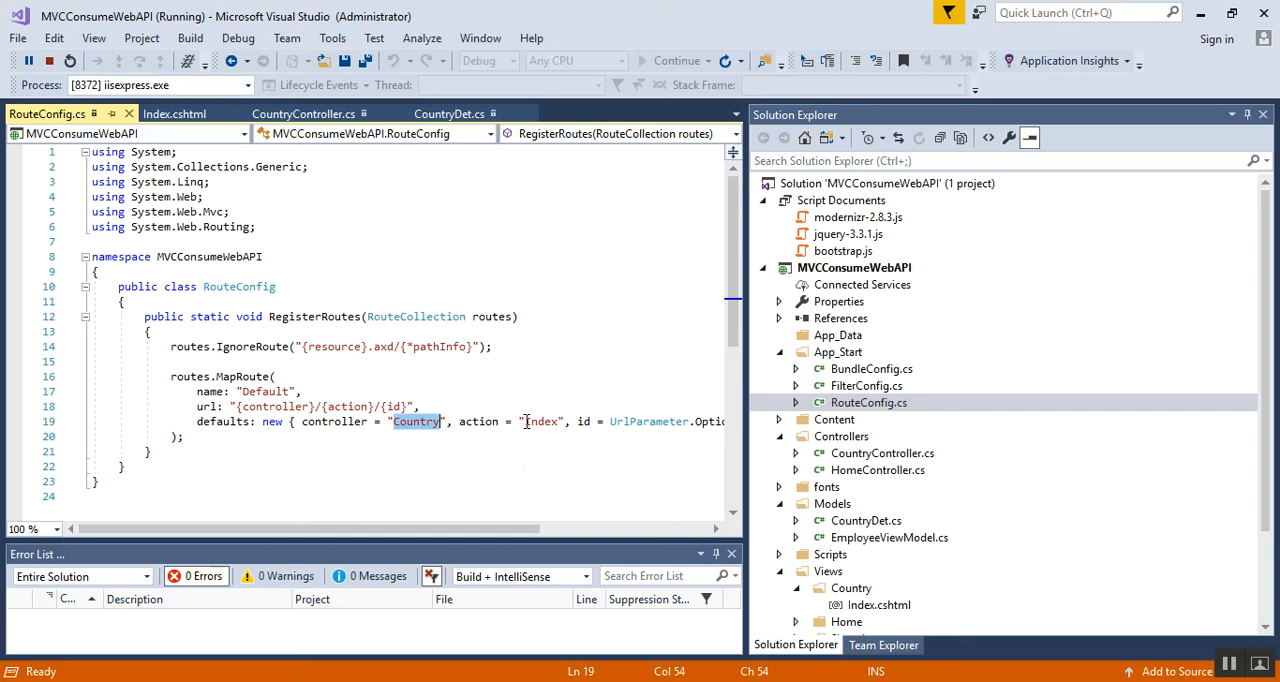 MVCConsumeWebAPI (Running) - Microsoft Visual Studio (Administrator)
Quick Launch (Ctrl+Q)
File Edit View Project Build Debug Team Tools Test Analyze Window Help
Sign in
Debug Any CPU Continue Application Insights
Process: [8372] iisexpress.exe Lifecycle Events Thread: Stack Frame:
RouteConfig.cs Index.cshtml CountryController.cs CountryDet.cs
MVCConsumeWebAPI MVCConsumeWebAPI.RouteConfig RegisterRoutes(RouteCollection routes)
1 using System;
2 using System.Collections.Generic;
3 using System.Linq;
4 using System.Web;
5 using System.Web.Mvc;
6 using System.Web.Routing;
7
8 namespace MVCConsumeWebAPI
9 {
10 public class RouteConfig
11 {
12 public static void RegisterRoutes(RouteCollection routes)
13 {
14 routes.IgnoreRoute("{resource}.axd/{*pathInfo}");
15
16 routes.MapRoute(
17 name: "Default",
18 url: "{controller}/{action}/{id}",
19 defaults: new { controller = "Country", action = "Index", id = UrlParameter.Optio
20 );
21 }
22 }
23 }
24
100 %
Error List ...
Entire Solution 0 Errors 0 Warnings 0 Messages Build + IntelliSense Search Error List
C... Description Project File Line Suppression St...
Solution Explorer
Search Solution Explorer (Ctrl+;)
Solution 'MVCConsumeWebAPI' (1 project)
Script Documents
modernizr-2.8.3.js
jquery-3.3.1.js
bootstrap.js
MVCConsumeWebAPI
Connected Services
Properties
References
App_Data
App_Start
BundleConfig.cs
FilterConfig.cs
RouteConfig.cs
Content
Controllers
CountryController.cs
HomeController.cs
fonts
Models
CountryDet.cs
EmployeeViewModel.cs
Scripts
Views
Country
Index.cshtml
Home
Solution Explorer Team Explorer
Ready Ln 19 Col 54 Ch 54 INS Add to Source